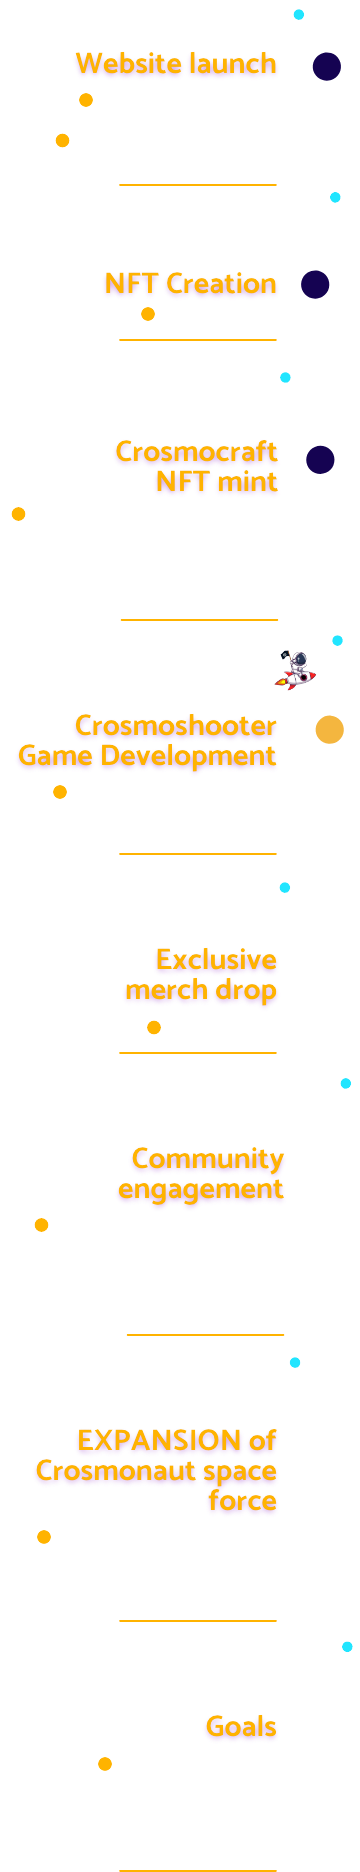 Website launch
NFT Creation
Crosmocraft
NFT mint
Crosmoshooter
Game Development
Exclusive
merch drop
Community
engagement
EXPANSION of
Crosmonaut space
force
Goals